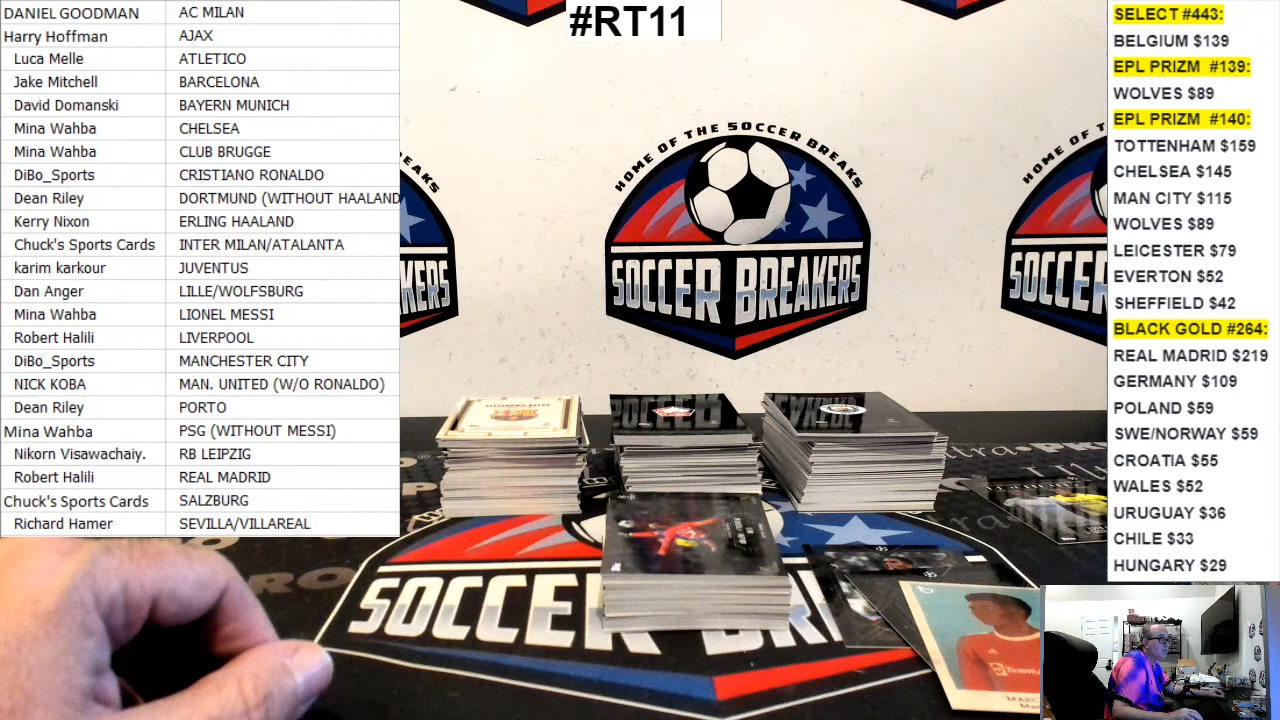 #RT11
DANIEL GOODMAN AC MILAN
Harry Hoffman AJAX
Luca Melle ATLETICO
Jake Mitchell BARCELONA
David Domanski BAYERN MUNICH
Mina Wahba CHELSEA
Mina Wahba CLUB BRUGGE
DiBo_Sports CRISTIANO RONALDO
Dean Riley DORTMUND (WITHOUT HAALAND
Kerry Nixon ERLING HAALAND
Chuck's Sports Cards INTER MILAN/ATALANTA
karim karkour JUVENTUS
Dan Anger LILLE/WOLFSBURG
Mina Wahba LIONEL MESSI
Robert Halili LIVERPOOL
DiBo_Sports MANCHESTER CITY
NICK KOBA MAN. UNITED (W/O RONALDO)
Dean Riley PORTO
Mina Wahba PSG (WITHOUT MESSI)
Nikorn Visawachaiy. RB LEIPZIG
Robert Halili REAL MADRID
Chuck's Sports Cards SALZBURG
Richard Hamer SEVILLA/VILLAREAL
HOME OF THE SOCCER BREAKS
SOCCER BREAKERS
EAKS
KERS
HOME OF T
SOCCER BR
SOCCER BR
SELECT #443:
BELGIUM $139
EPL PRIZM #139:
WOLVES $89
EPL PRIZM #140:
TOTTENHAM $159
CHELSEA $145
MAN CITY $115
WOLVES $89
LEICESTER $79
EVERTON $52
SHEFFIELD $42
BLACK GOLD #264:
REAL MADRID $219
GERMANY $109
POLAND $59
SWE/NORWAY $59
CROATIA $55
WALES $52
URUGUAY $36
CHILE $33
HUNGARY $29